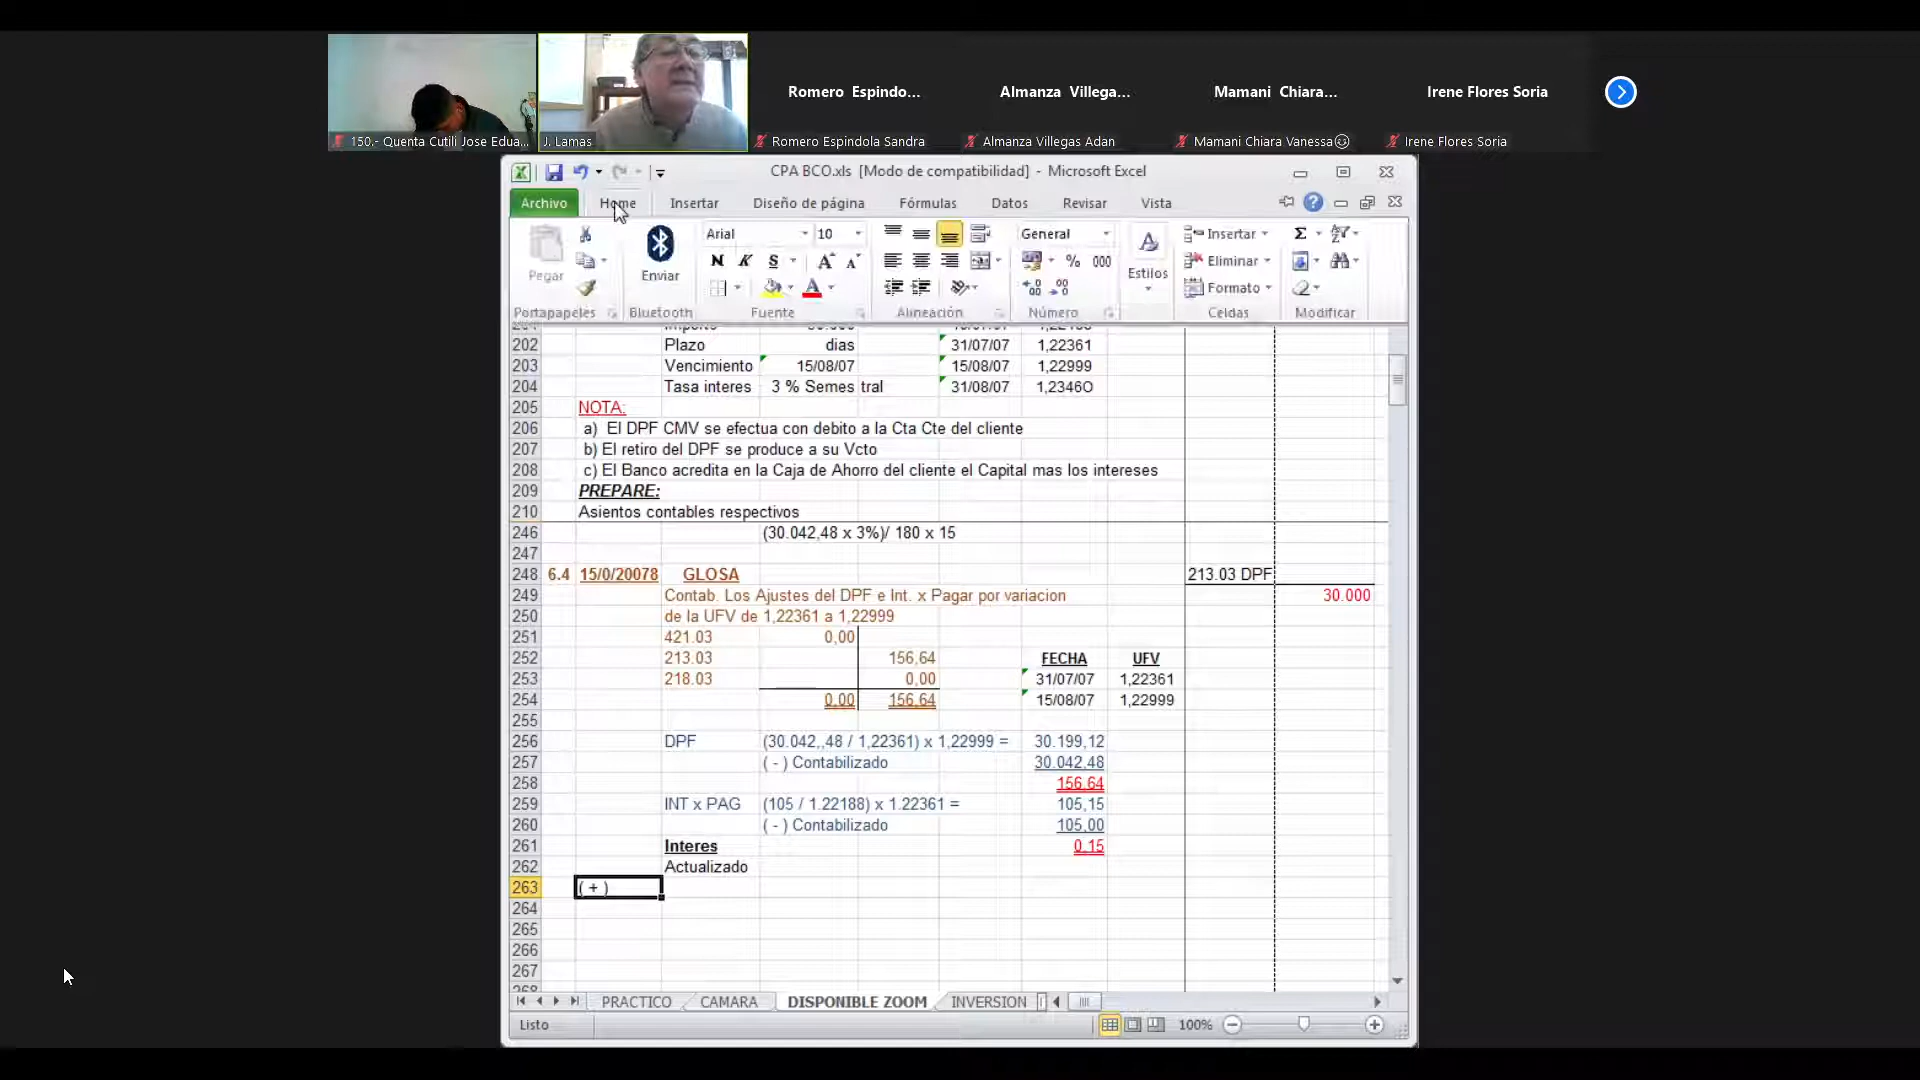 Romero Espindo...
Almanza Villega...
Mamani Chiara...
Irene Flores Soria
150.- Quenta Cutili Jose Edua...
J. Lamas
Romero Espindola Sandra
Almanza Villegas Adan
Mamani Chiara Vanessa☺
Irene Flores Soria
CPA BCO.xls [Modo de compatibilidad] - Microsoft Excel
Archivo Home Insertar Diseño de página Fórmulas Datos Revisar Vista
Pegar
Enviar
Arial 10
N K S
General
% 000
Estilos
Insertar
Eliminar
Formato
Σ
Portapapeles Bluetooth Fuente Alineación Número Celdas Modificar
202 Plazo dias 31/07/07 1,22361
203 Vencimiento 15/08/07 15/08/07 1,22999
204 Tasa interes 3 % Semes tral 31/08/07 1,2346O
205 NOTA:
206 a) El DPF CMV se efectua con debito a la Cta Cte del cliente
207 b) El retiro del DPF se produce a su Vcto
208 c) El Banco acredita en la Caja de Ahorro del cliente el Capital mas los intereses
209 PREPARE:
210 Asientos contables respectivos
246 (30.042,48 x 3%)/ 180 x 15
247
248 6.4 15/0/20078 GLOSA 213.03 DPF
249 Contab. Los Ajustes del DPF e Int. x Pagar por variacion 30.000
250 de la UFV de 1,22361 a 1,22999
251 421.03 0,00
252 213.03 156,64 FECHA UFV
253 218.03 0,00 31/07/07 1,22361
254 0,00 156,64 15/08/07 1,22999
255
256 DPF (30.042,,48 / 1,22361) x 1,22999 = 30.199,12
257 ( - ) Contabilizado 30.042,48
258 156,64
259 INT x PAG (105 / 1.22188) x 1.22361 = 105,15
260 ( - ) Contabilizado 105,00
261 Interes 0,15
262 Actualizado
263 ( + )
264
265
266
267
PRACTICO CAMARA DISPONIBLE ZOOM INVERSION
Listo 100%